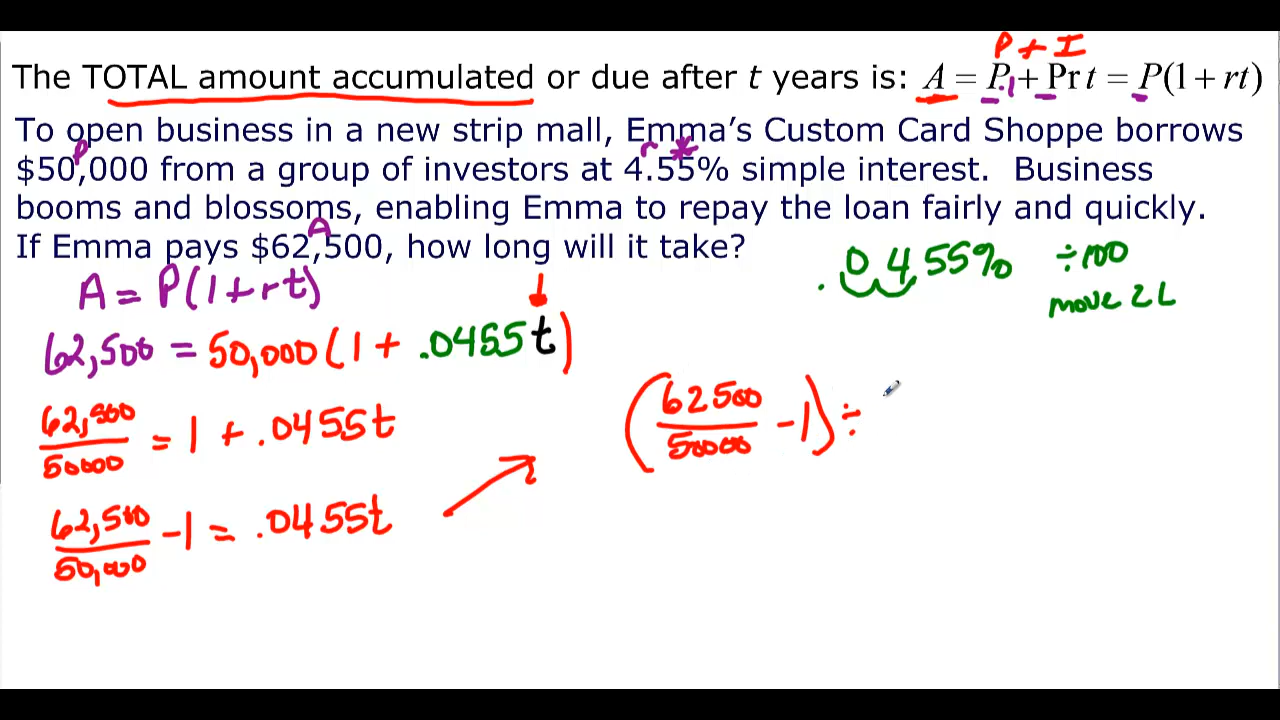 P + I
The TOTAL amount accumulated or due after t years is: A = P·1 + Pr t = P(1 + rt)
To open business in a new strip mall, Emma's Custom Card Shoppe borrows
P r *
$50,000 from a group of investors at 4.55% simple interest. Business
booms and blossoms, enabling Emma to repay the loan fairly and quickly.
A
If Emma pays $62,500, how long will it take?
.0455% ÷100
move 2 L
A = P(1+rt)
62,500 = 50,000(1 + .0455t)
62,500/50000 = 1 + .0455t
(62500/50000 - 1) ÷
62,500/50,000 - 1 = .0455t